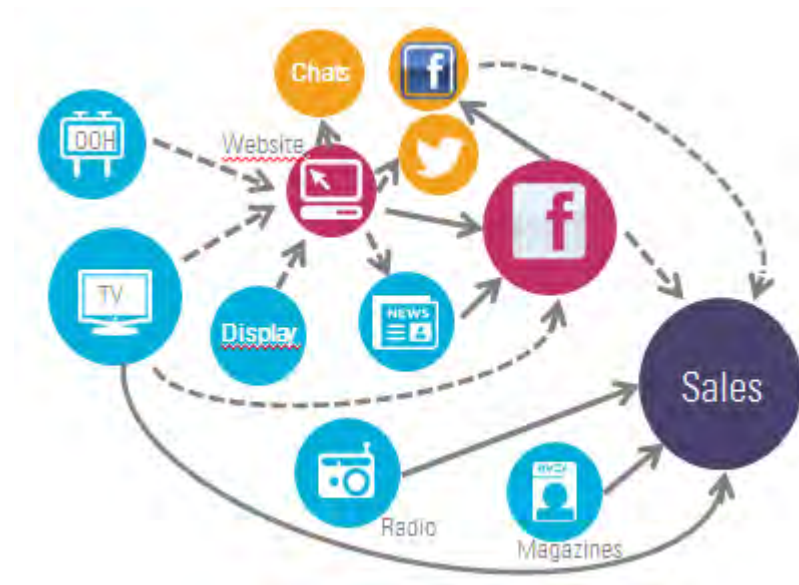 Chats
f
OOH
Website
f
TV
Display
NEWS
Sales
Radio
Magazines